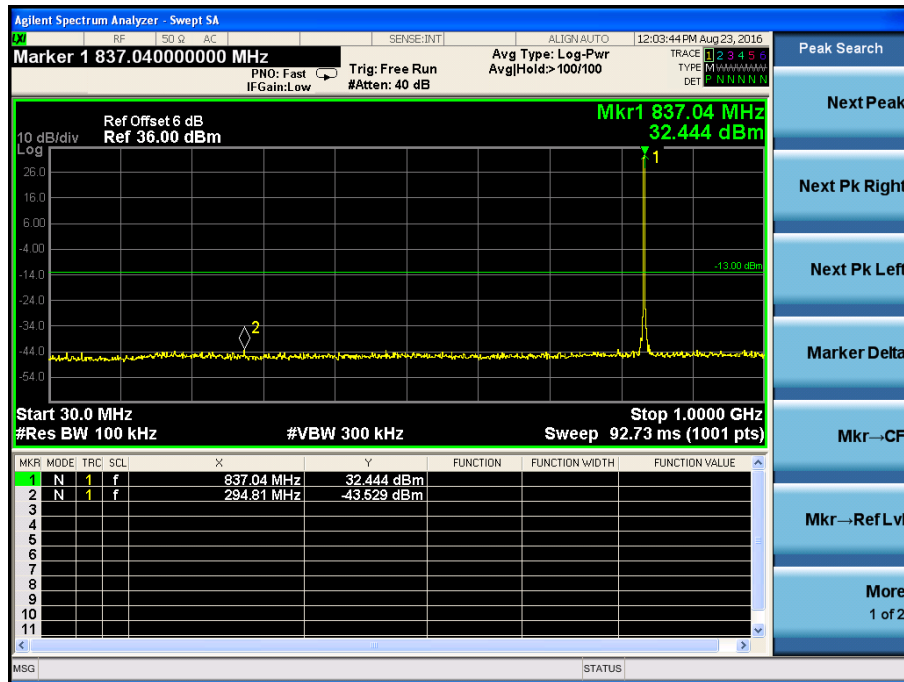 Agilent Spectrum Analyzer - Swept SA
LXI RF 50 Ω AC SENSE:INT ALIGN AUTO 12:03:44 PM Aug 23, 2016
Marker 1 837.040000000 MHz
PNO: Fast
IFGain:Low
Trig: Free Run
#Atten: 40 dB
Avg Type: Log-Pwr
Avg|Hold:>100/100
TRACE 1 2 3 4 5 6
TYPE M WWWWW
DET P N N N N N
Peak Search
Next Peak
Next Pk Right
Next Pk Left
Marker Delta
Mkr→CF
Mkr→Ref Lvl
More
1 of 2
Mkr1 837.04 MHz
32.444 dBm
Ref Offset 6 dB
10 dB/div Ref 36.00 dBm
Log
1
26.0
16.0
6.00
-4.00
-13.00 dBm
-14.0
-24.0
-34.0
2
-44.0
-54.0
Start 30.0 MHz Stop 1.0000 GHz
#Res BW 100 kHz #VBW 300 kHz Sweep 92.73 ms (1001 pts)
MKR MODE TRC SCL X Y FUNCTION FUNCTION WIDTH FUNCTION VALUE
1 N 1 f 837.04 MHz 32.444 dBm
2 N 1 f 294.81 MHz -43.529 dBm
3
4
5
6
7
8
9
10
11
MSG STATUS